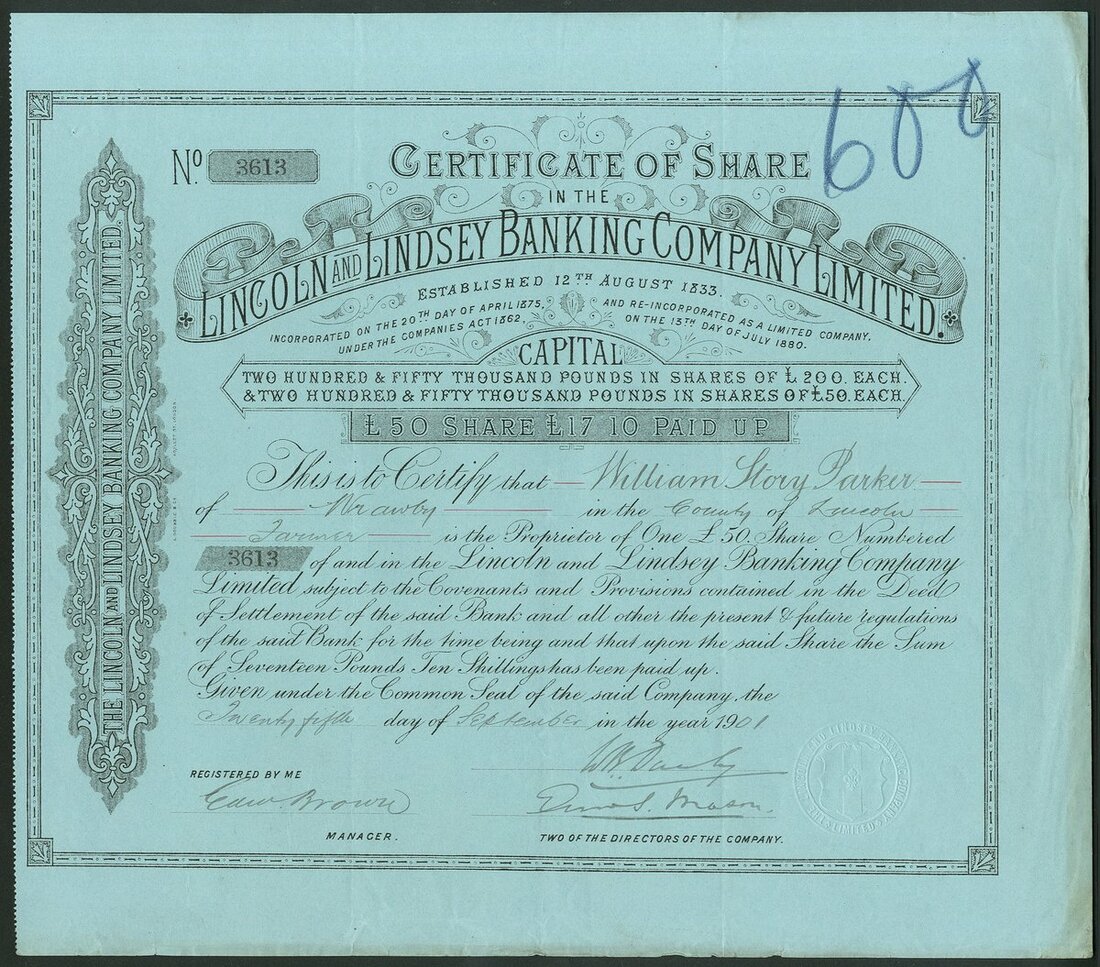 600
No. 3613
CERTIFICATE OF SHARE
IN THE
LINCOLN AND LINDSEY BANKING COMPANY LIMITED.
ESTABLISHED 12TH AUGUST 1833.
INCORPORATED ON THE 20TH DAY OF APRIL 1875,
UNDER THE COMPANIES ACT 1862,
AND RE-INCORPORATED AS A LIMITED COMPANY,
ON THE 13TH DAY OF JULY 1880.
CAPITAL
TWO HUNDRED & FIFTY THOUSAND POUNDS IN SHARES OF £200. EACH.
& TWO HUNDRED & FIFTY THOUSAND POUNDS IN SHARES OF £50. EACH.
£50 SHARE £17 10 PAID UP
This is to Certify that William Story Parker
of Wrawby in the County of Lincoln
Farmer is the Proprietor of One £50 Share Numbered
3613 of and in the Lincoln and Lindsey Banking Company
Limited subject to the Covenants and Provisions contained in the Deed
of Settlement of the said Bank and all other the present & future regulations
of the said Bank for the time being and that upon the said Share the Sum
of Seventeen Pounds Ten Shillings has been paid up.
Given under the Common Seal of the said Company, the
Twenty fifth day of September in the year 1901
REGISTERED BY ME
Edw. Brown
MANAGER.
Mason.
TWO OF THE DIRECTORS OF THE COMPANY.
THE LINCOLN AND LINDSEY BANKING COMPANY LIMITED.